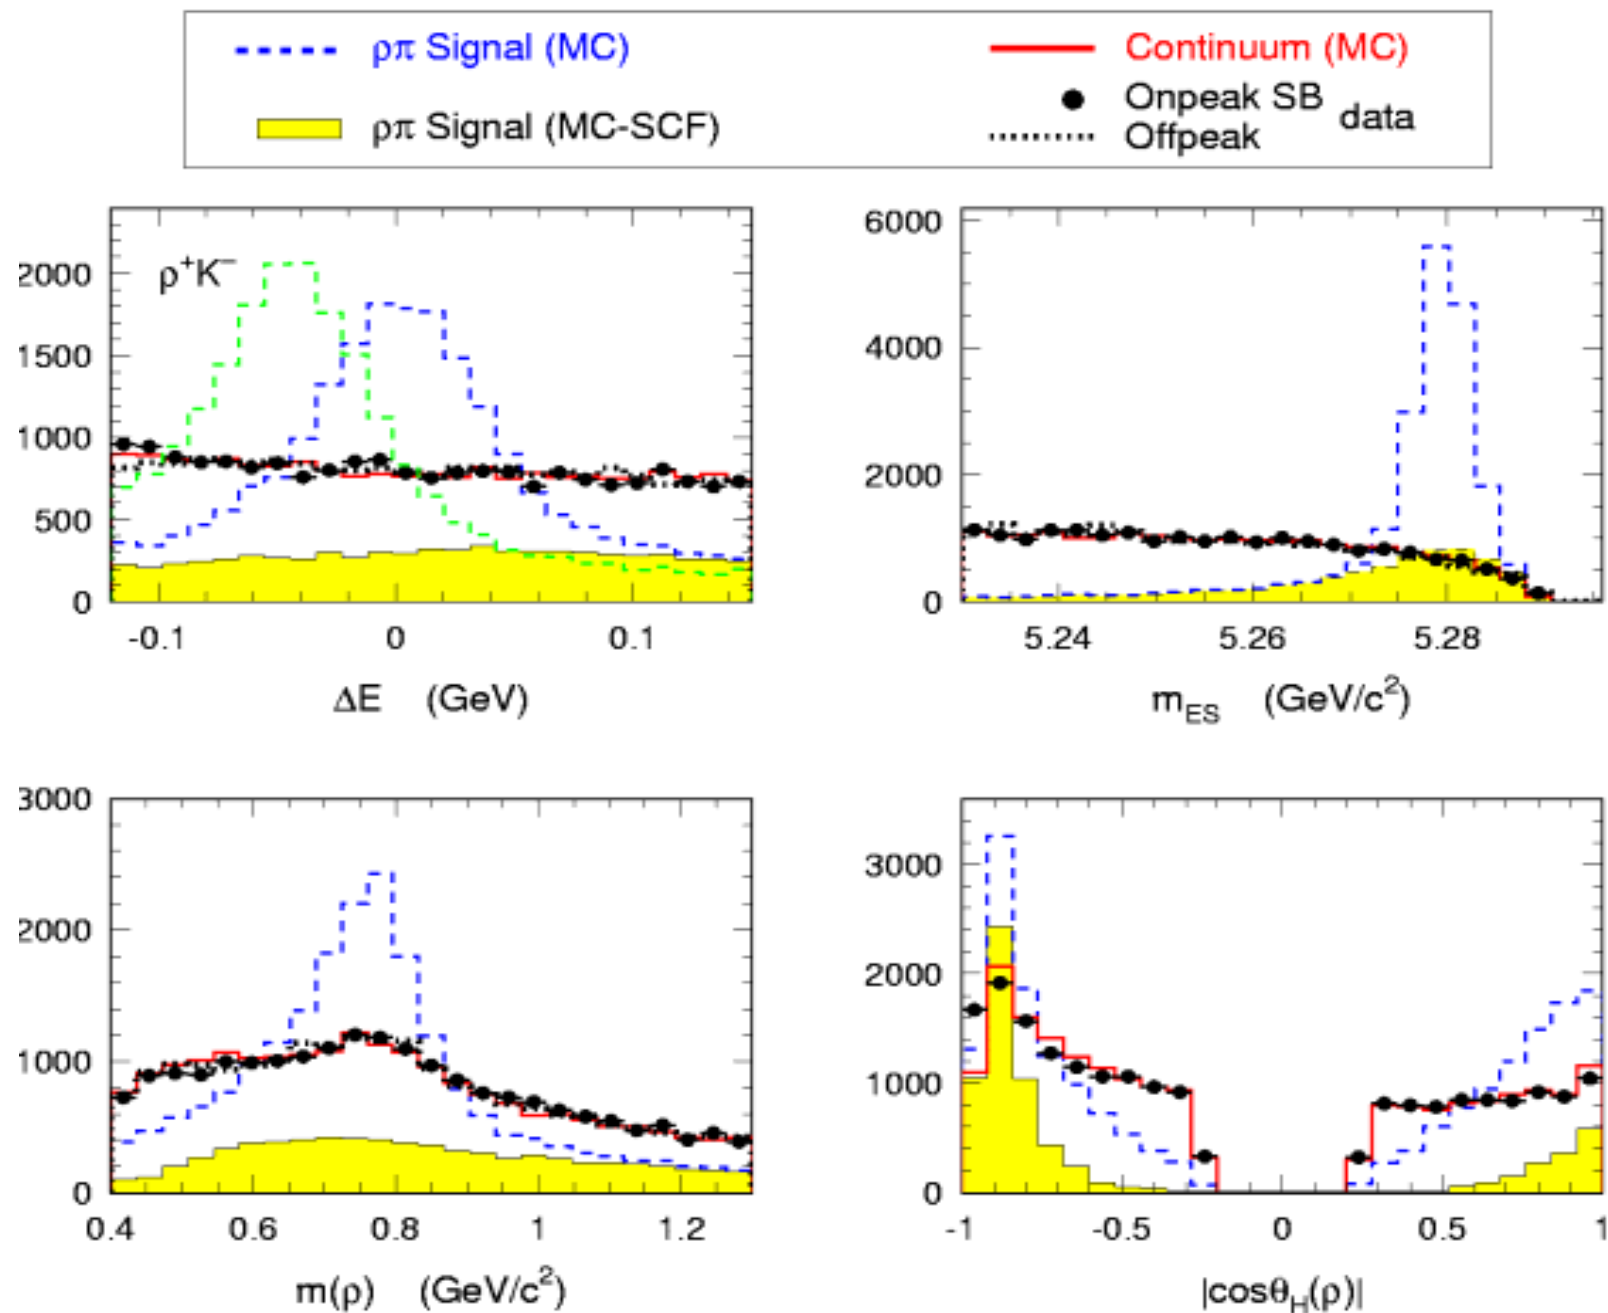 ρπ Signal (MC)
Continuum (MC)
ρπ Signal (MC-SCF)
Onpeak SB
Offpeak
data
ρ⁺K⁻
2000
1500
1000
500
0
-0.1 0 0.1
ΔE (GeV)
6000
4000
2000
0
5.24 5.26 5.28
m_ES (GeV/c²)
3000
2000
1000
0
0.4 0.6 0.8 1 1.2
m(ρ) (GeV/c²)
3000
2000
1000
0
-1 -0.5 0 0.5 1
|cosθ_H(ρ)|